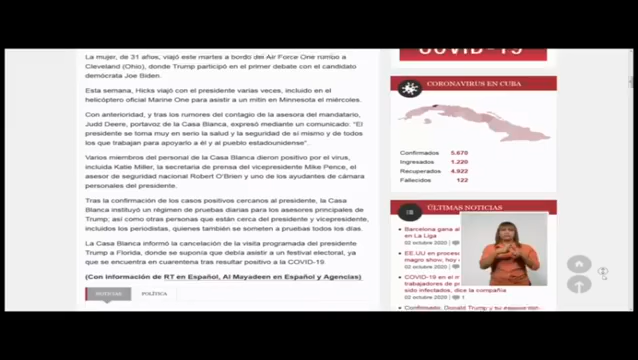 La mujer, de 31 años, viajó este martes a bordo del Air Force One rumbo a
Cleveland (Ohio), donde Trump participó en el primer debate con el candidato
demócrata Joe Biden.
Esta semana, Hicks viajó con el presidente varias veces, incluido en el
helicóptero oficial Marine One para asistir a un mitin en Minnesota el miércoles.
Con anterioridad, y tras los rumores del contagio de la asesora del mandatario,
Judd Deere, portavoz de la Casa Blanca, expresó mediante un comunicado: "El
presidente se toma muy en serio la salud y la seguridad de sí mismo y de todos
los que trabajan para apoyarlo a él y al pueblo estadounidense".
Varios miembros del personal de la Casa Blanca dieron positivo por el virus,
incluida Katie Miller, la secretaria de prensa del vicepresidente Mike Pence, el
asesor de seguridad nacional Robert O'Brien y uno de los ayudantes de cámara
personales del presidente.
Tras la confirmación de los casos positivos cercanos al presidente, la Casa
Blanca instituyó un régimen de pruebas diarias para los asesores principales de
Trump; así como otras personas que están cerca del presidente y vicepresidente,
incluidos los periodistas, quienes también se someten a pruebas todos los días.
La Casa Blanca informó la cancelación de la visita programada del presidente
Trump a Florida, donde se suponía que debía asistir a un festival electoral, ya
que se encuentra en cuarentena tras resultar positivo a la COVID-19
(Con información de RT en Español, Al Mayadeen en Español y Agencias)
NOTICIAS POLÍTICA
COVID-19
CORONAVIRUS EN CUBA
Confirmados 5.670
Ingresados 1.220
Recuperados 4.922
Fallecidos 122
ÚLTIMAS NOTICIAS
Barcelona gana al
en La Liga
02 octubre 2020
EE.UU en proceso
magro show, hoy
02 octubre 2020
COVID-19 en el
trabajadores de
sido infectados, dice la compañía
02 octubre 2020 1
Confirmado: Donald Trump y su